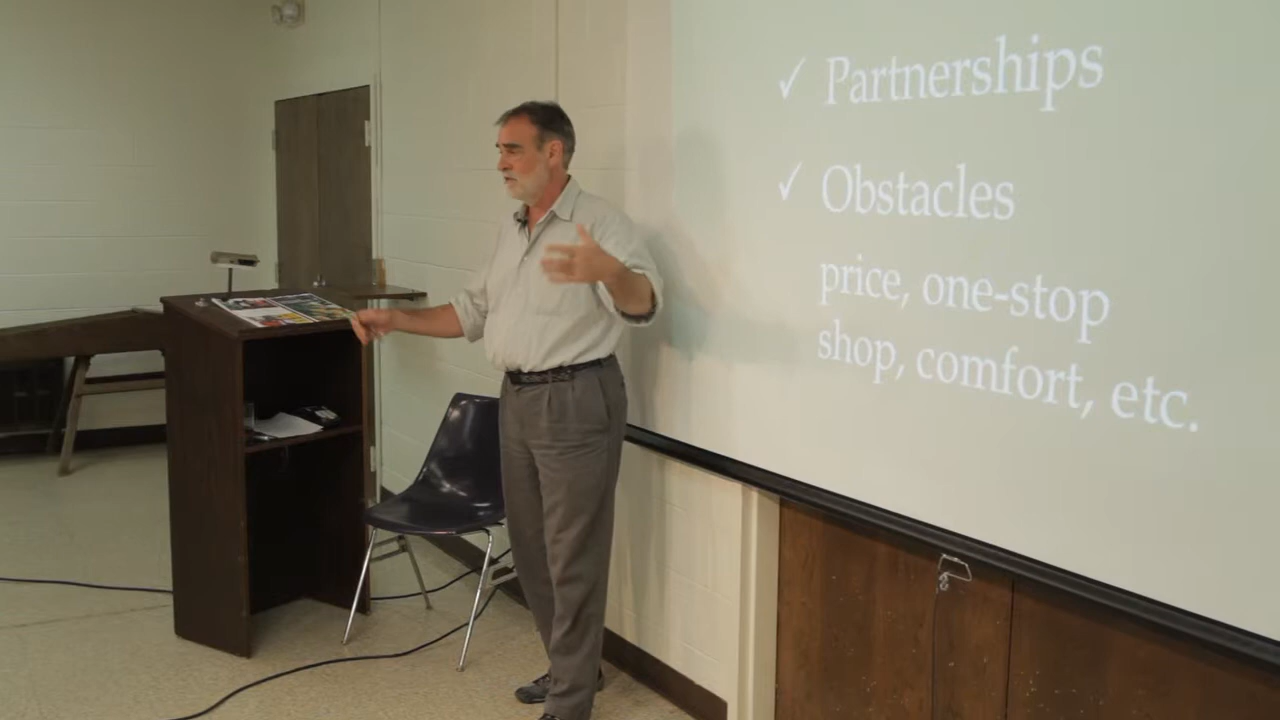 ✓ Partnerships
✓ Obstacles
price, one-stop
shop, comfort, etc.